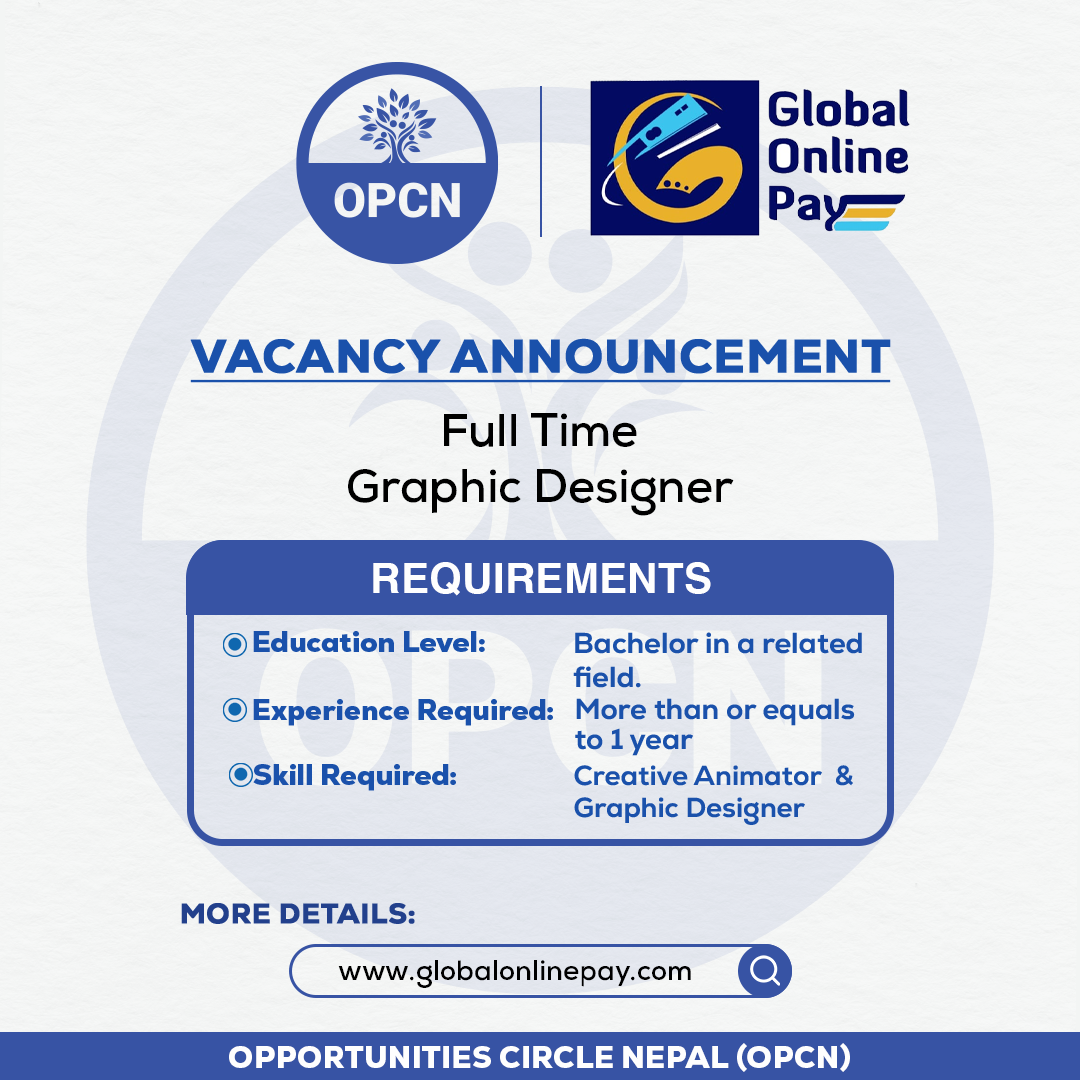 OPCN
Global
Online
Pay
VACANCY ANNOUNCEMENT
Full Time
Graphic Designer
REQUIREMENTS
Education Level: Bachelor in a related
field.
Experience Required: More than or equals
to 1 year
Skill Required: Creative Animator &
Graphic Designer
OPCN
MORE DETAILS:
www.globalonlinepay.com
OPPORTUNITIES CIRCLE NEPAL (OPCN)